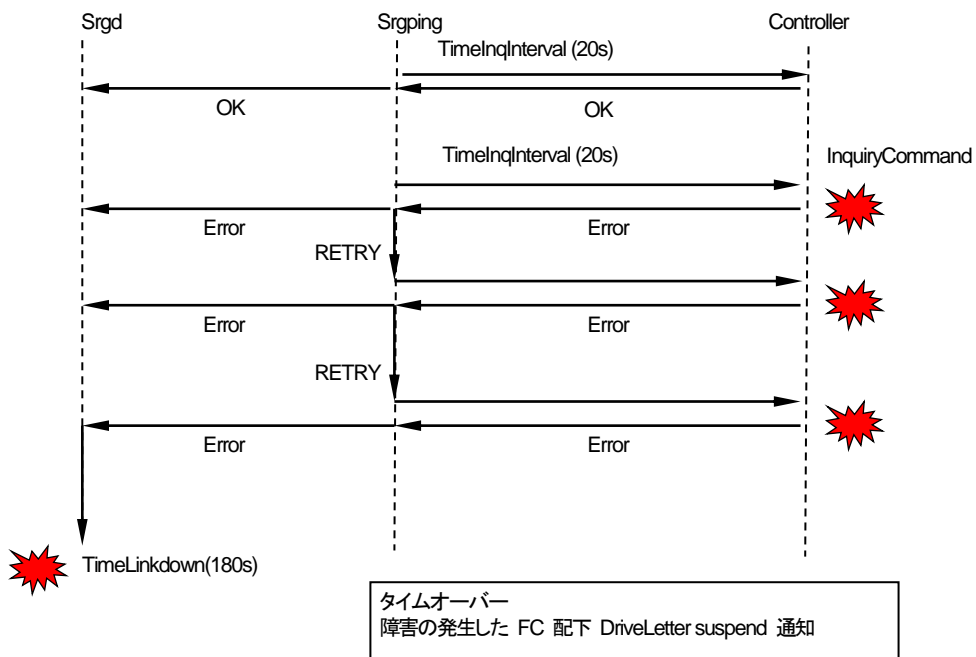 Srgd
Srgping
Controller
TimeInqInterval (20s)
OK
OK
TimeInqInterval (20s)
InquiryCommand
Error
Error
RETRY
Error
Error
RETRY
Error
Error
TimeLinkdown(180s)
タイムオーバー
障害の発生した FC 配下 DriveLetter suspend 通知